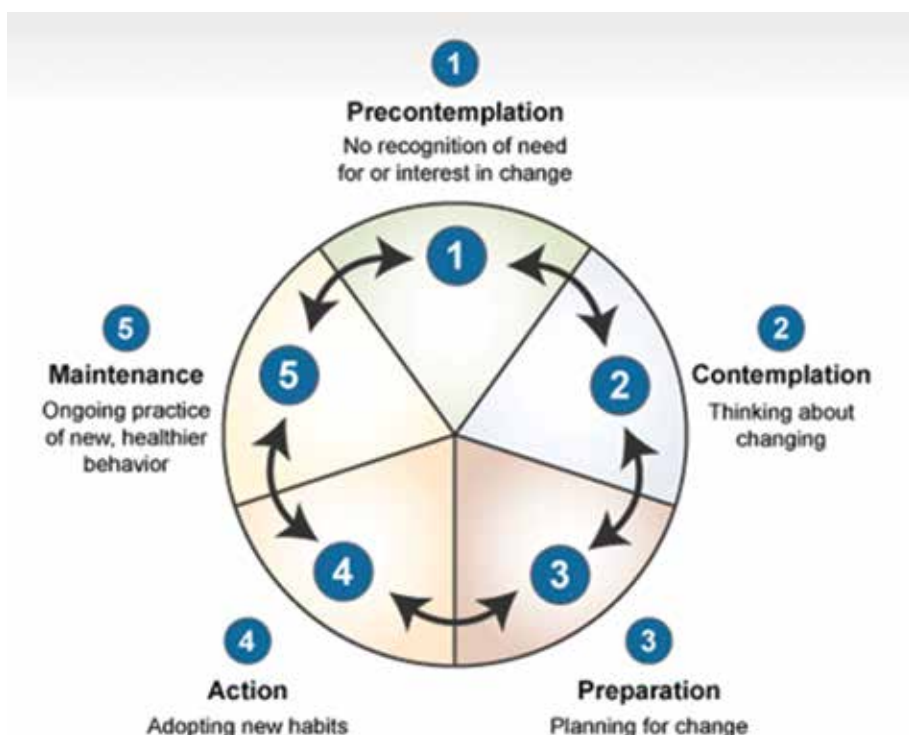 1
Precontemplation
No recognition of need
for or interest in change
1
2
Contemplation
Thinking about
changing
2
3
3
Preparation
Planning for change
4
4
Action
Adopting new habits
5
5
Maintenance
Ongoing practice
of new, healthier
behavior